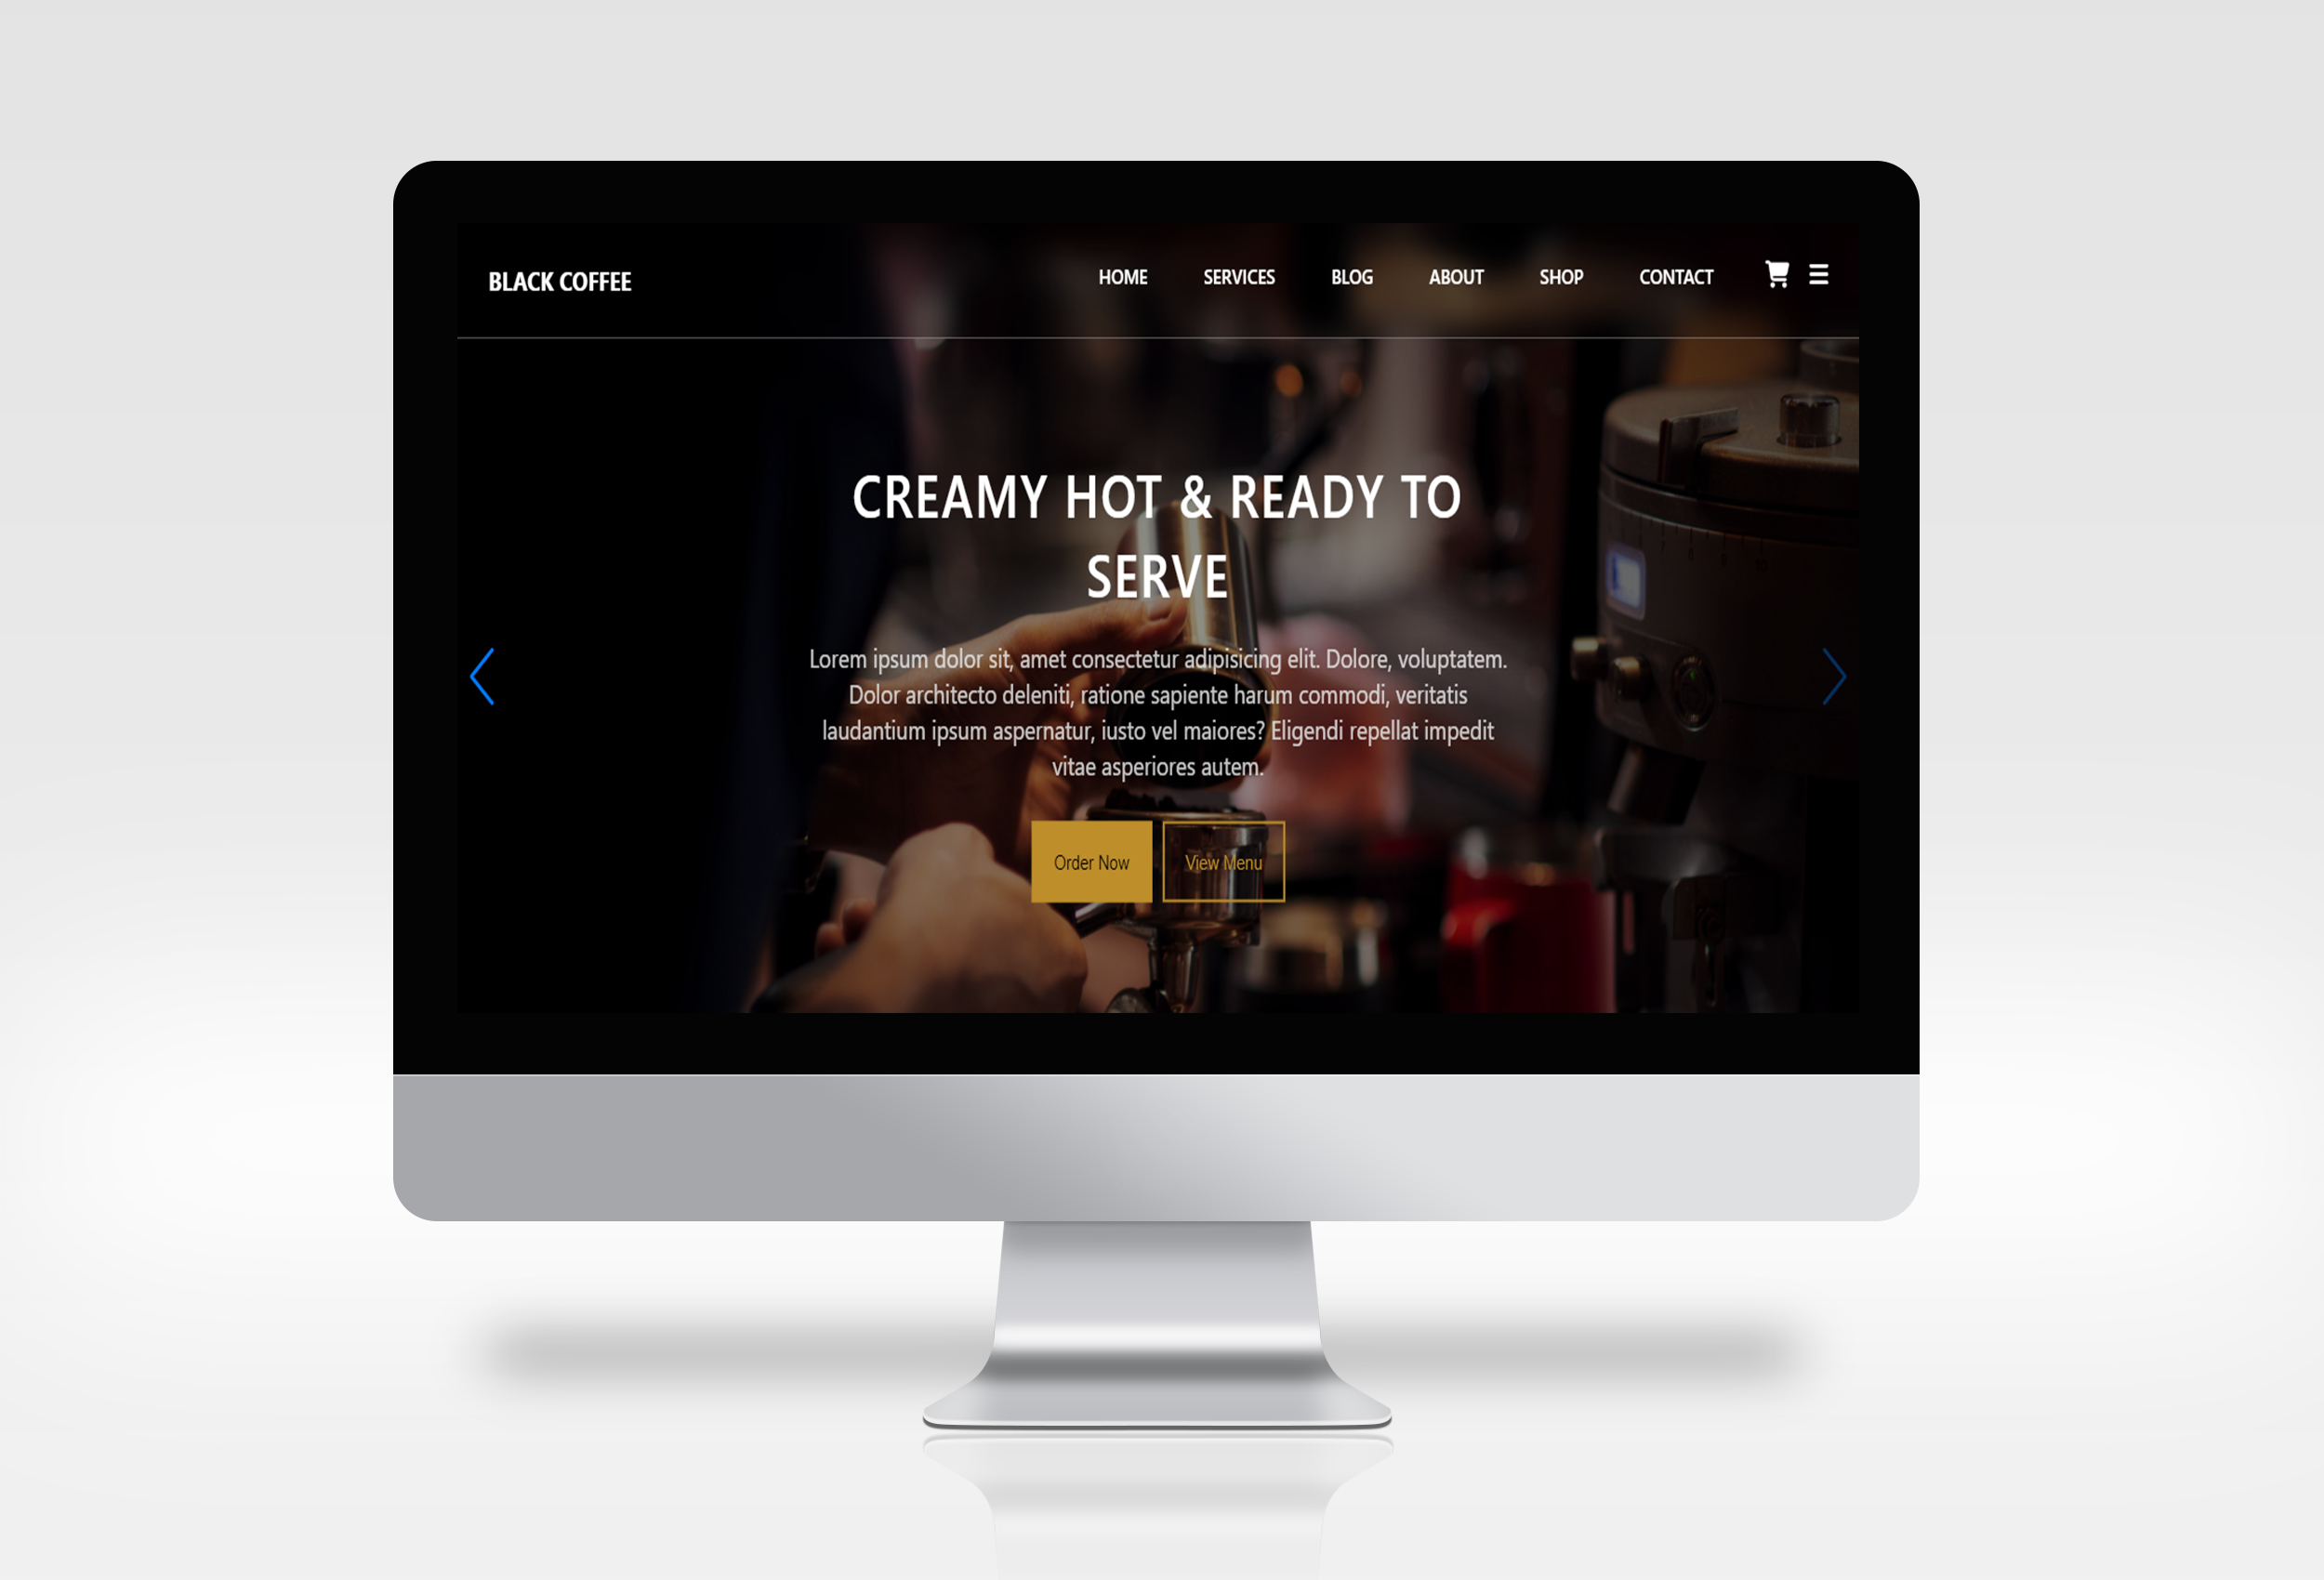 BLACK COFFEE
HOME SERVICES BLOG ABOUT SHOP CONTACT
CREAMY HOT & READY TO
SERVE
Lorem ipsum dolor sit, amet consectetur adipisicing elit. Dolore, voluptatem.
Dolor architecto deleniti, ratione sapiente harum commodi, veritatis
laudantium ipsum aspernatur, iusto vel maiores? Eligendi repellat impedit
vitae asperiores autem.
Order Now View Menu